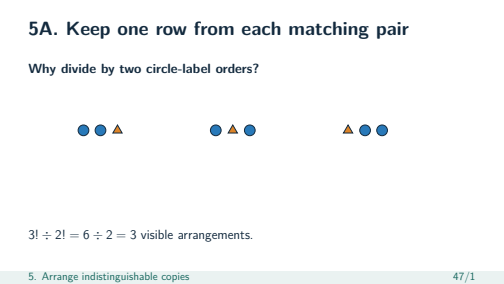 5A. Keep one row from each matching pair
Why divide by two circle-label orders?
3! ÷ 2! = 6 ÷ 2 = 3 visible arrangements.
5. Arrange indistinguishable copies
47/1